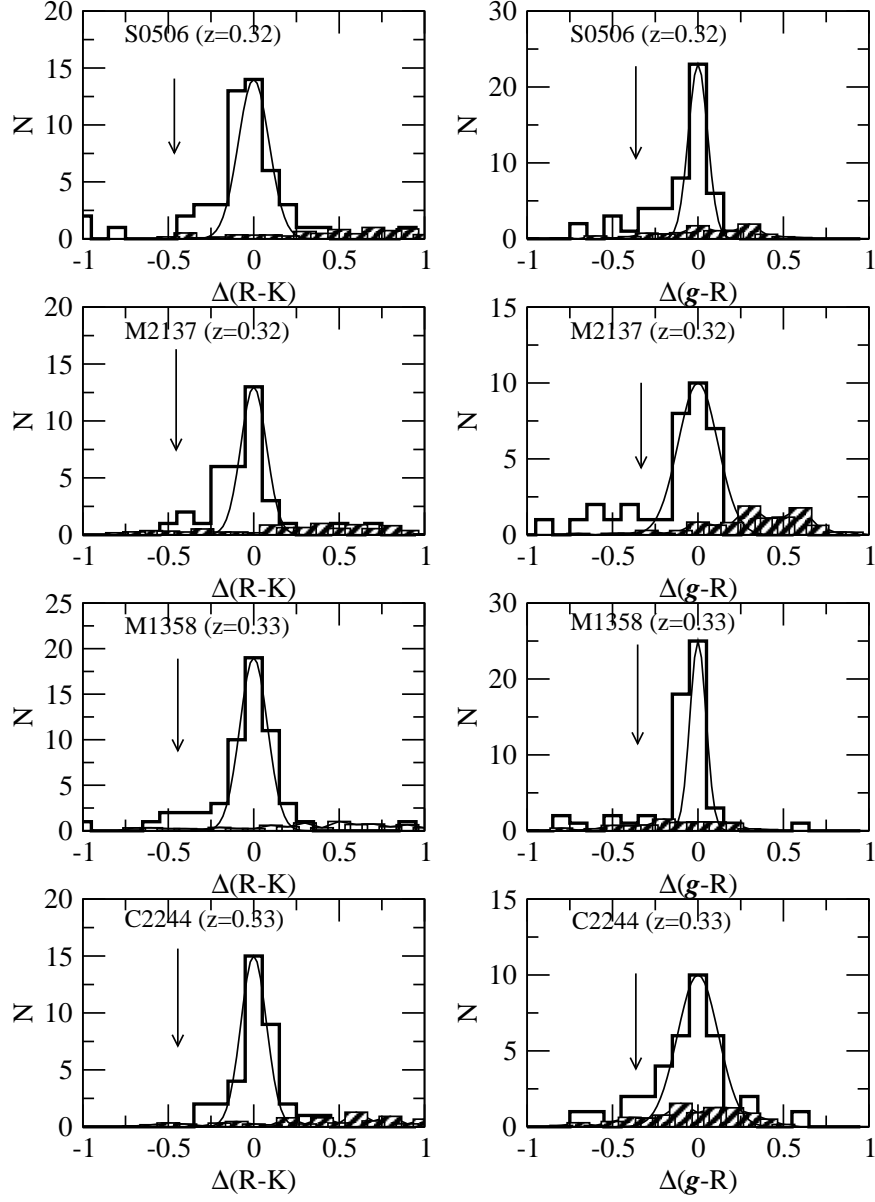 20 S0506 (z=0.32)
15
N
10
5
0
-1 -0.5 0 0.5 1
Δ(R-K)
30 S0506 (z=0.32)
20
N
10
0
-1 -0.5 0 0.5 1
Δ(g-R)
20 M2137 (z=0.32)
15
N
10
5
0
-1 -0.5 0 0.5 1
Δ(R-K)
15 M2137 (z=0.32)
10
N
5
0
-1 -0.5 0 0.5 1
Δ(g-R)
25 M1358 (z=0.33)
20
15
N
10
5
0
-1 -0.5 0 0.5 1
Δ(R-K)
30 M1358 (z=0.33)
20
N
10
0
-1 -0.5 0 0.5 1
Δ(g-R)
20 C2244 (z=0.33)
15
N
10
5
0
-1 -0.5 0 0.5 1
Δ(R-K)
15 C2244 (z=0.33)
10
N
5
0
-1 -0.5 0 0.5 1
Δ(g-R)